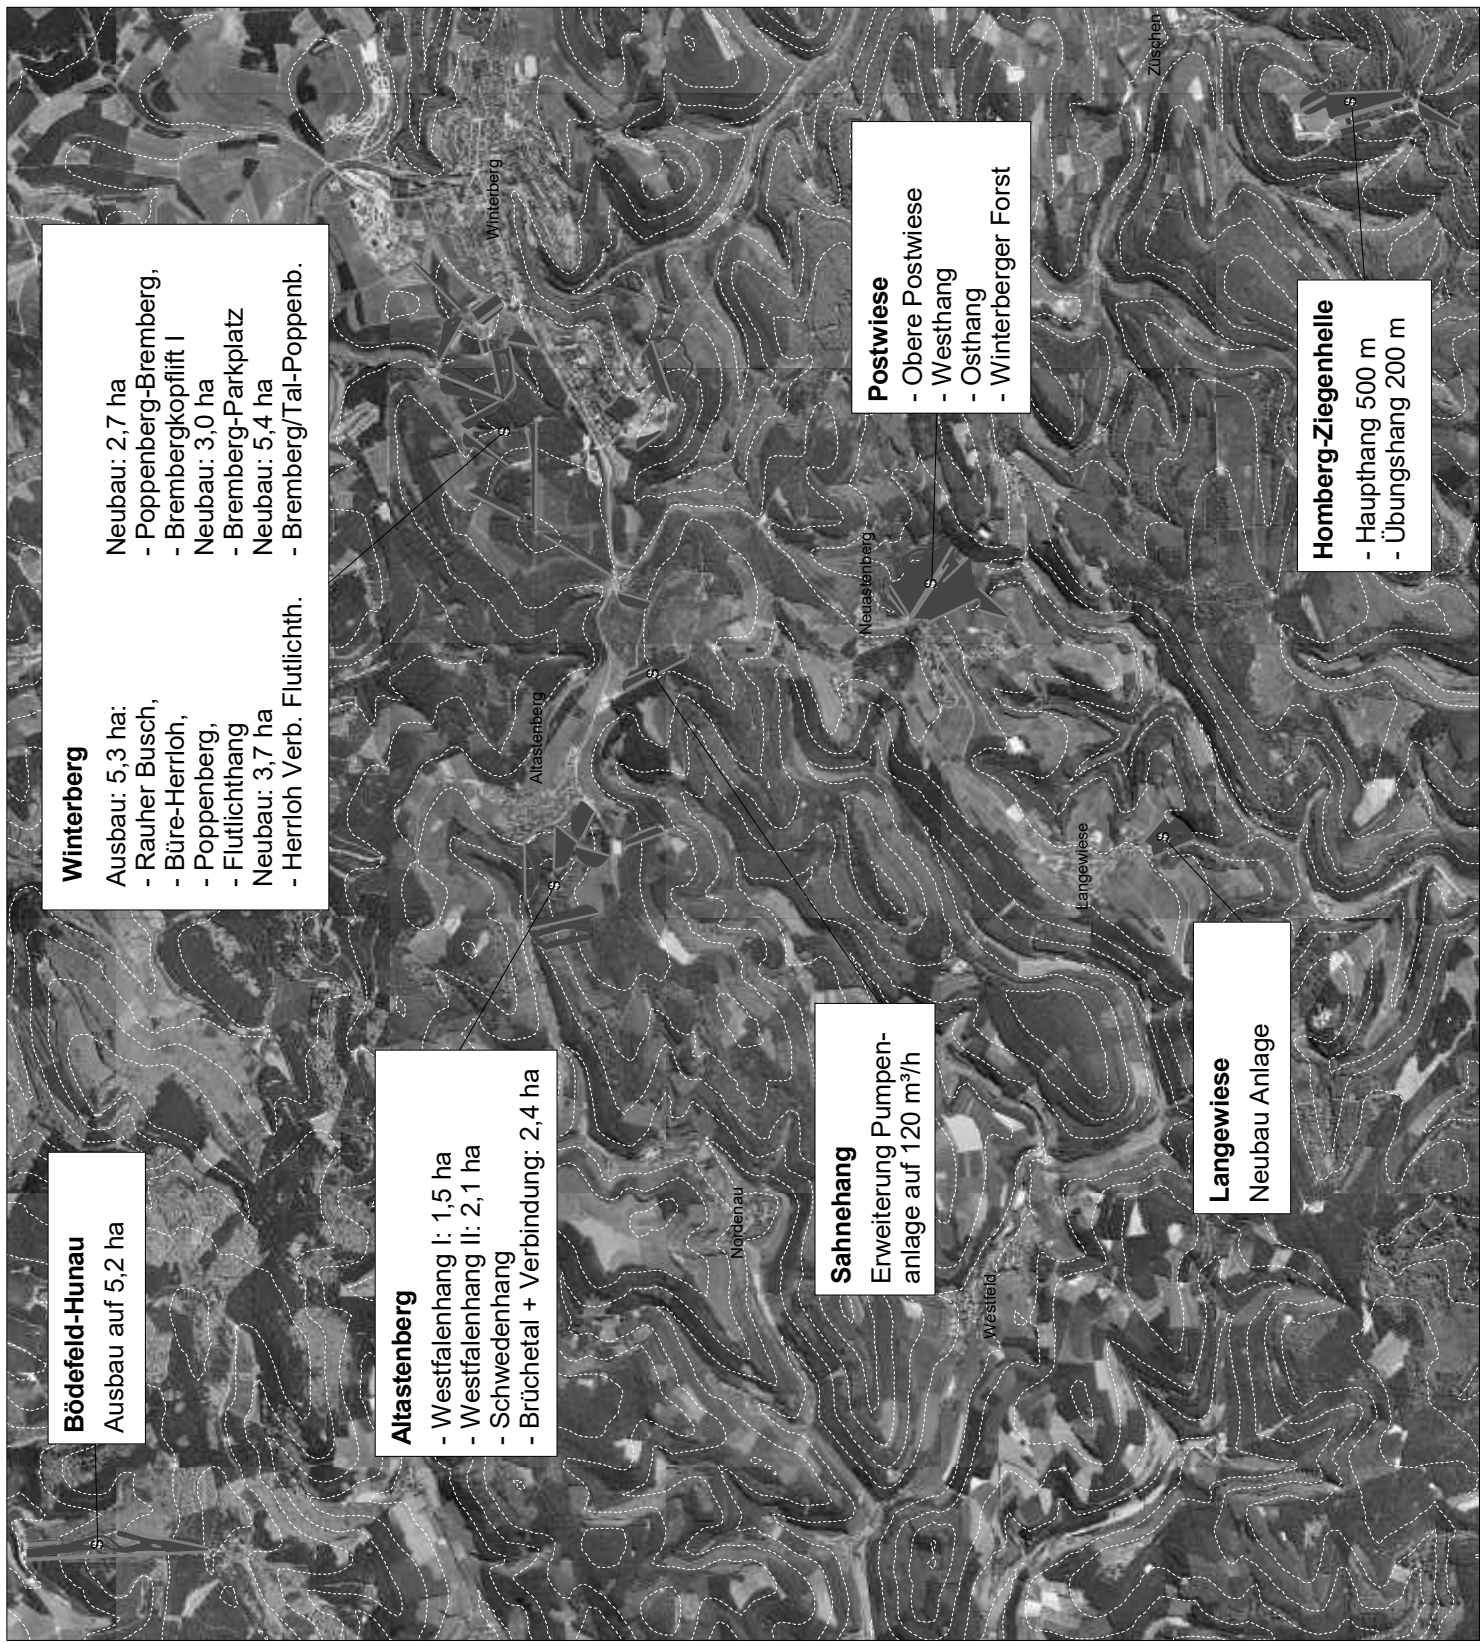 Bödefeld-Hunau
Ausbau auf 5,2 ha
Winterberg
Ausbau: 5,3 ha:
- Rauher Busch,
- Büre-Herrloh,
- Poppenberg,
- Flutlichthang
Neubau: 3,7 ha
- Herrloh Verb. Flutlichth.
Neubau: 2,7 ha
- Poppenberg-Bremberg,
- Brembergkopflift I
Neubau: 3,0 ha
- Bremberg-Parkplatz
Neubau: 5,4 ha
- Bremberg/Tal-Poppenb.
Altastenberg
- Westfalenhang I: 1,5 ha
- Westfalenhang II: 2,1 ha
- Schwedenhang
- Brüchetal + Verbindung: 2,4 ha
Winterberg
Altastenberg
Nordenau
Sahnehang
Erweiterung Pumpen-
anlage auf 120 m³/h
Neuastenberg
Postwiese
- Obere Postwiese
- Westhang
- Osthang
- Winterberger Forst
Westfeld
Langewiese
Züschen
Langewiese
Neubau Anlage
Homberg-Ziegenhelle
- Haupthang 500 m
- Übungshang 200 m